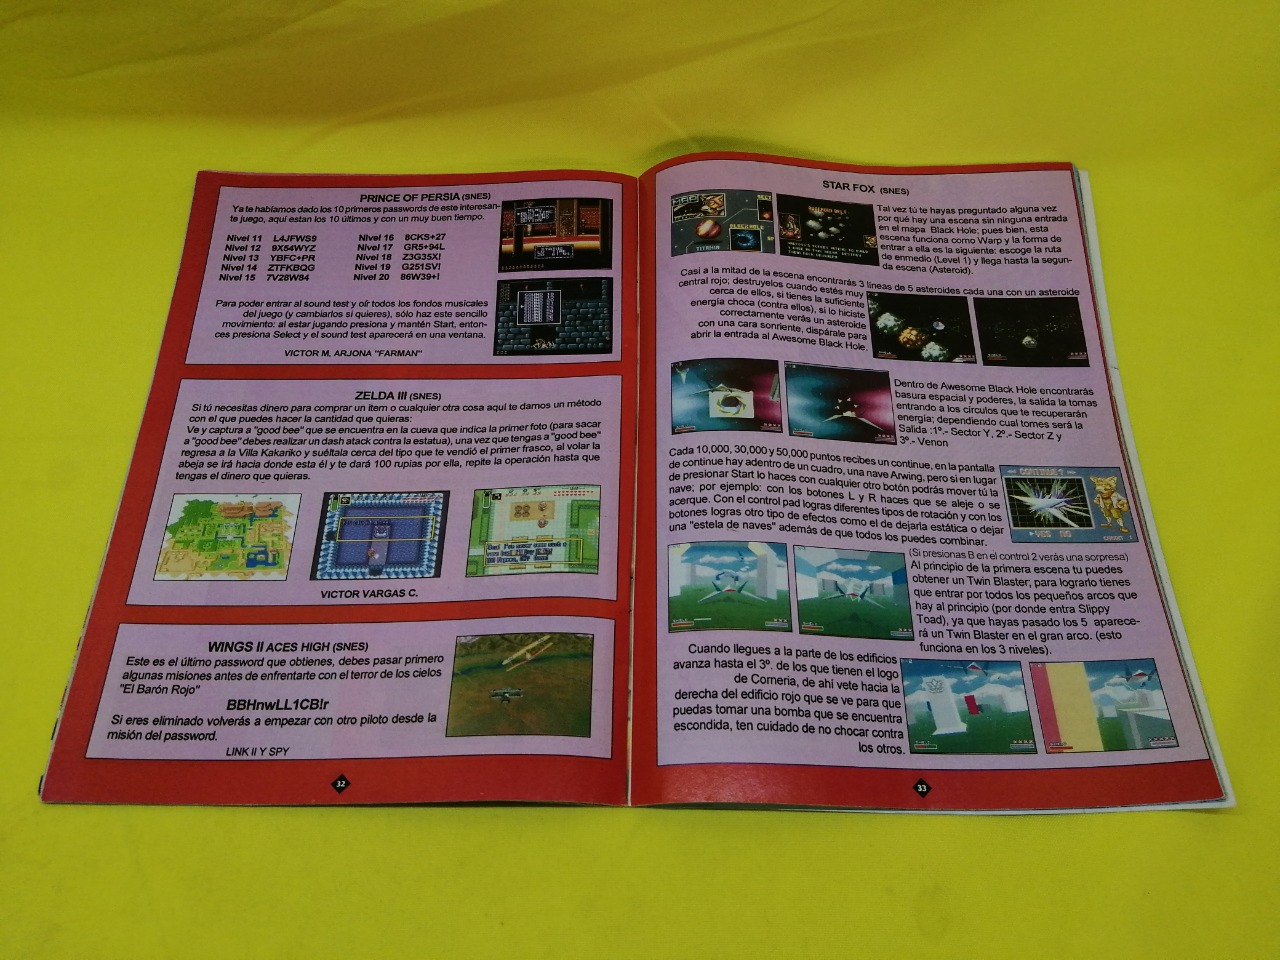 PRINCE OF PERSIA (SNES)
Ya te habíamos dado los 10 primeros passwords de este interesan-
te juego, aquí estan los 10 últimos y con un muy buen tiempo.
Nivel 11 L4JFWS9 Nivel 16 8CKS+27
Nivel 12 9X54WYZ Nivel 17 GR5+94L
Nivel 13 YBFC+PR Nivel 18 Z3G35X!
Nivel 14 ZTFKBQG Nivel 19 G251SV!
Nivel 15 7V28W84 Nivel 20 86W39+!
Para poder entrar al sound test y oír todos los fondos musicales
del juego (y cambiarlos si quieres), sólo haz este sencillo
movimiento: al estar jugando presiona y mantén Start, enton-
ces presiona Select y el sound test aparecerá en una ventana.
VICTOR M. ARJONA "FARMAN"
ZELDA III (SNES)
Si tú necesitas dinero para comprar un item o cualquier otra cosa aquí te damos un método
con el que puedes hacer la cantidad que quieras:
Ve y captura a "good bee" que se encuentra en la cueva que indica la primer foto (para sacar
a "good bee" debes realizar un dash atack contra la estatua), una vez que tengas a "good bee"
regresa a la Villa Kakariko y suéltala cerca del tipo que te vendió el primer frasco, al volar la
abeja se irá hacia donde esta él y te dará 100 rupias por ella, repite la operación hasta que
tengas el dinero que quieras.
VICTOR VARGAS C.
WINGS II ACES HIGH (SNES)
Este es el último password que obtienes, debes pasar primero
algunas misiones antes de enfrentarte con el terror de los cielos
"El Barón Rojo"
BBHnwLL1CBlr
Si eres eliminado volverás a empezar con otro piloto desde la
misión del password.
LINK II Y SPY
32
STAR FOX (SNES)
MAP
TITANIA
BLACK HOLE
Tal vez tú te hayas preguntado alguna vez
por qué hay una escena sin ninguna entrada
en el mapa Black Hole; pues bien, esta
escena funciona como Warp y la forma de
entrar a ella es la siguiente: escoge la ruta
de enmedio (Level 1) y llega hasta la segun-
da escena (Asteroid).
Casi a la mitad de la escena encontrarás 3 lineas de 5 asteroides cada una con un asteroide
central rojo; destruyelos cuando estés muy
cerca de ellos, si tienes la suficiente
energía choca (contra ellos), si lo hiciste
correctamente verás un asteroide
con una cara sonriente, dispárale para
abrir la entrada al Awesome Black Hole.
Dentro de Awesome Black Hole encontrarás
basura espacial y poderes, la salida la tomas
entrando a los círculos que te recuperarán
energía; dependiendo cual tomes será la
Salida :1º.- Sector Y, 2º.- Sector Z y
3º.- Venon
Cada 10,000, 30,000 y 50,000 puntos recibes un continue, en la pantalla
de continue hay adentro de un cuadro, una nave Arwing, pero si en lugar
de presionar Start lo haces con cualquier otro botón podrás mover tú la
nave; por ejemplo: con los botones L y R haces que se aleje o se
acerque. Con el control pad logras diferentes tipos de rotación y con los
botones logras otro tipo de efectos como el de dejarla estática o dejar
una "estela de naves" además de que todos los puedes combinar.
CONTINUE ?
YES NO
(Si presionas B en el control 2 verás una sorpresa)
Al principio de la primera escena tu puedes
obtener un Twin Blaster; para lograrlo tienes
que entrar por todos los pequeños arcos que
hay al principio (por donde entra Slippy
Toad), ya que hayas pasado los 5 aparece-
rá un Twin Blaster en el gran arco. (esto
funciona en los 3 niveles).
Cuando llegues a la parte de los edificios
avanza hasta el 3º. de los que tienen el logo
de Corneria, de ahí vete hacia la
derecha del edificio rojo que se ve para que
puedas tomar una bomba que se encuentra
escondida, ten cuidado de no chocar contra
los otros.
33